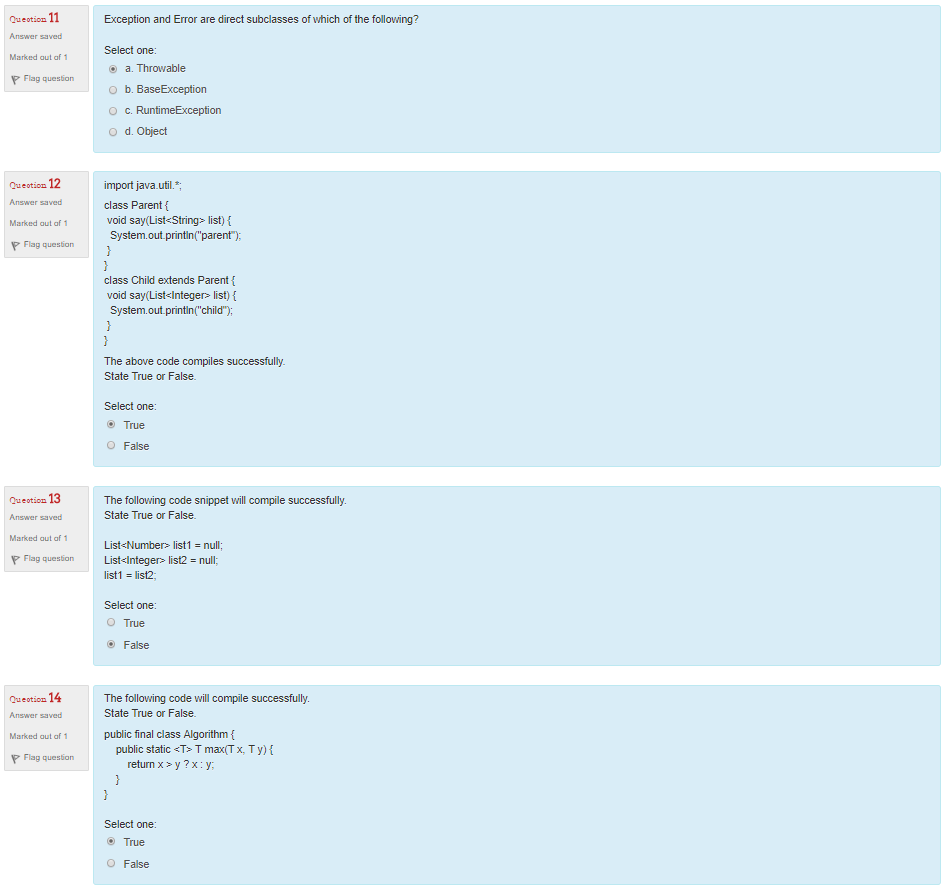 Question 11
Answer saved
Marked out of 1
Flag question
Exception and Error are direct subclasses of which of the following?
Select one:
a. Throwable
b. BaseException
c. RuntimeException
d. Object
Question 12
Answer saved
Marked out of 1
Flag question
import java.util.*;
class Parent {
void say(List<String> list) {
System.out.println("parent");
}
}
class Child extends Parent {
void say(List<Integer> list) {
System.out.println("child");
}
}
The above code compiles successfully.
State True or False.
Select one:
True
False
Question 13
Answer saved
Marked out of 1
Flag question
The following code snippet will compile successfully.
State True or False.
List<Number> list1 = null;
List<Integer> list2 = null;
list1 = list2;
Select one:
True
False
Question 14
Answer saved
Marked out of 1
Flag question
The following code will compile successfully.
State True or False.
public final class Algorithm {
public static <T> T max(T x, T y) {
return x > y ? x : y;
}
}
Select one:
True
False